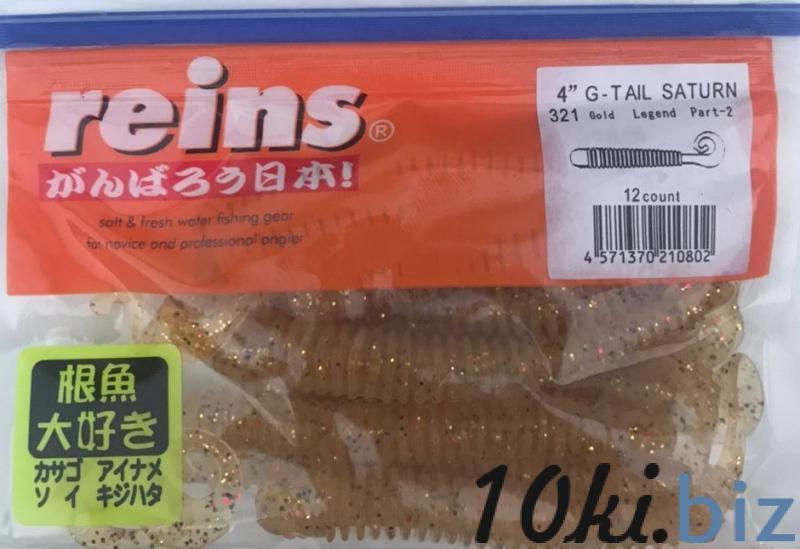 reins®
がんばろう日本!
salt & fresh water fishing gear
for novice and professional angler
4” G-TAIL SATURN
321 Gold Legend Part-2
12count
4 571370 210802
根魚
大好き
カサゴ アイナメ
ソイ キジハタ
10ki.biz